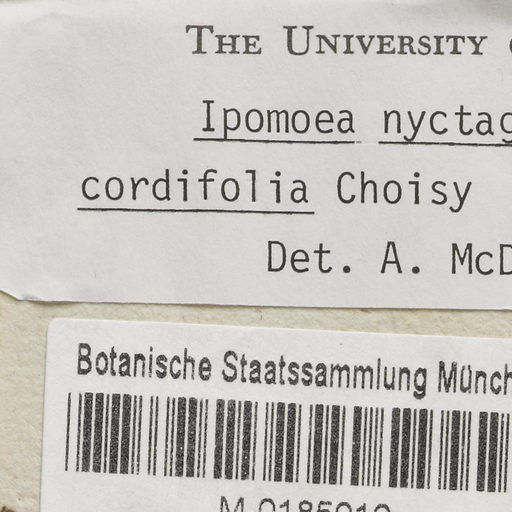 THE UNIVERSITY
Ipomoea nyctag
cordifolia Choisy
Det. A. McD
Botanische Staatssammlung Münch